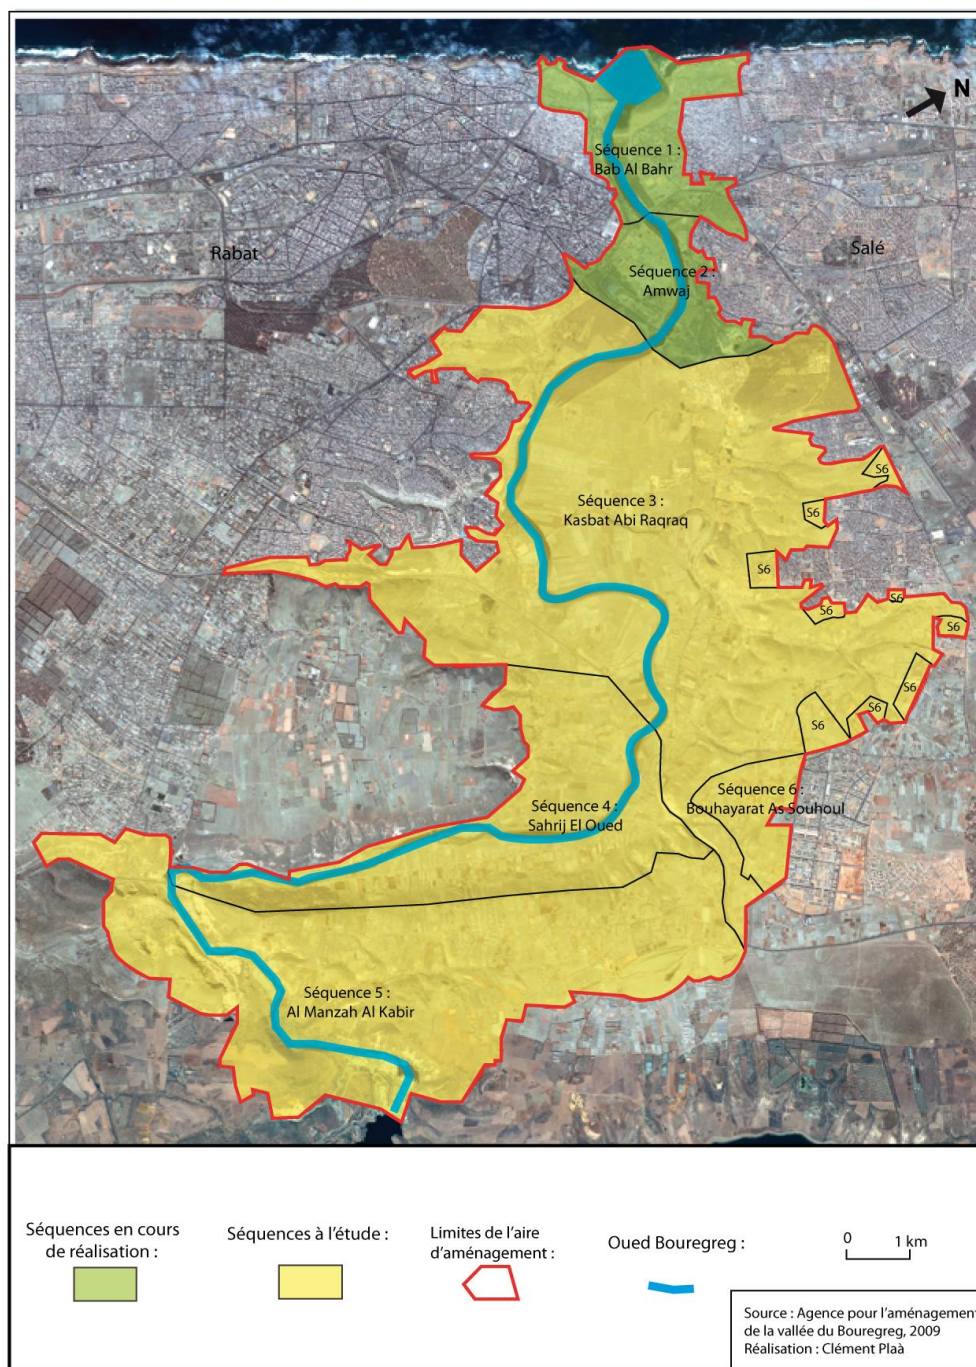 N
Séquence 1 :
Bab Al Bahr
Rabat
Salé
Séquence 2 :
Amwaj
S6
Séquence 3 :
Kasbat Abi Raqraq
S6
S6
S6
S6
S6
S6
S6
S6
Séquence 6 :
Bouhayarat As Souhoul
Séquence 4 :
Sahrij El Oued
Séquence 5 :
Al Manzah Al Kabir
Séquences en cours
de réalisation :
Séquences à l'étude :
Limites de l'aire
d'aménagement :
Oued Bouregreg :
0 1 km
Source : Agence pour l'aménagement
de la vallée du Bouregreg, 2009
Réalisation : Clément Plaà